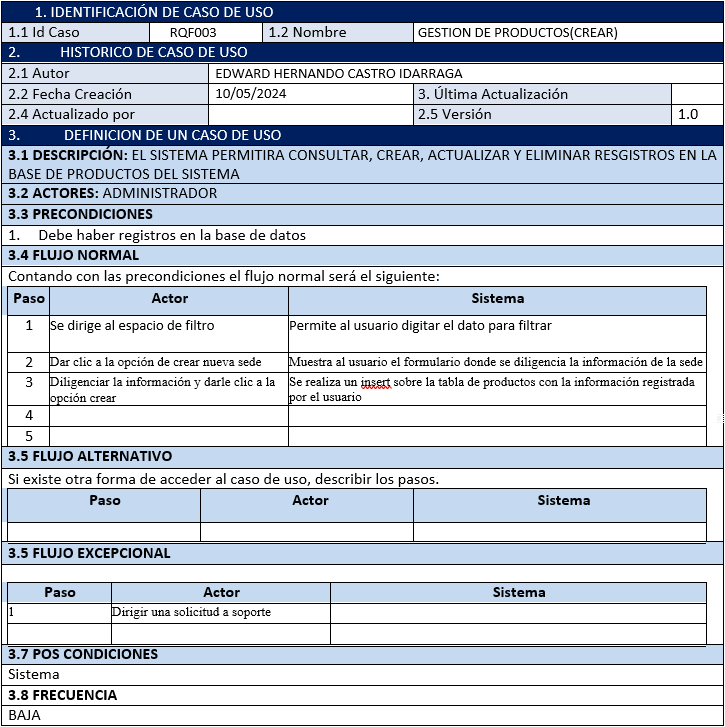 1. IDENTIFICACIÓN DE CASO DE USO
1.1 Id Caso RQF003 1.2 Nombre GESTION DE PRODUCTOS(CREAR)
2. HISTORICO DE CASO DE USO
2.1 Autor EDWARD HERNANDO CASTRO IDARRAGA
2.2 Fecha Creación 10/05/2024 3. Última Actualización
2.4 Actualizado por 2.5 Versión 1.0
3. DEFINICION DE UN CASO DE USO
3.1 DESCRIPCIÓN: EL SISTEMA PERMITIRA CONSULTAR, CREAR, ACTUALIZAR Y ELIMINAR RESGISTROS EN LA
BASE DE PRODUCTOS DEL SISTEMA
3.2 ACTORES: ADMINISTRADOR
3.3 PRECONDICIONES
1. Debe haber registros en la base de datos
3.4 FLUJO NORMAL
Contando con las precondiciones el flujo normal será el siguiente:
Paso Actor Sistema
1 Se dirige al espacio de filtro Permite al usuario digitar el dato para filtrar
2 Dar clic a la opción de crear nueva sede Muestra al usuario el formulario donde se diligencia la información de la sede
3 Diligenciar la información y darle clic a la Se realiza un insert sobre la tabla de productos con la información registrada
opción crear por el usuario
4
5
3.5 FLUJO ALTERNATIVO
Si existe otra forma de acceder al caso de uso, describir los pasos.
Paso Actor Sistema
3.5 FLUJO EXCEPCIONAL
Paso Actor Sistema
1 Dirigir una solicitud a soporte
3.7 POS CONDICIONES
Sistema
3.8 FRECUENCIA
BAJA